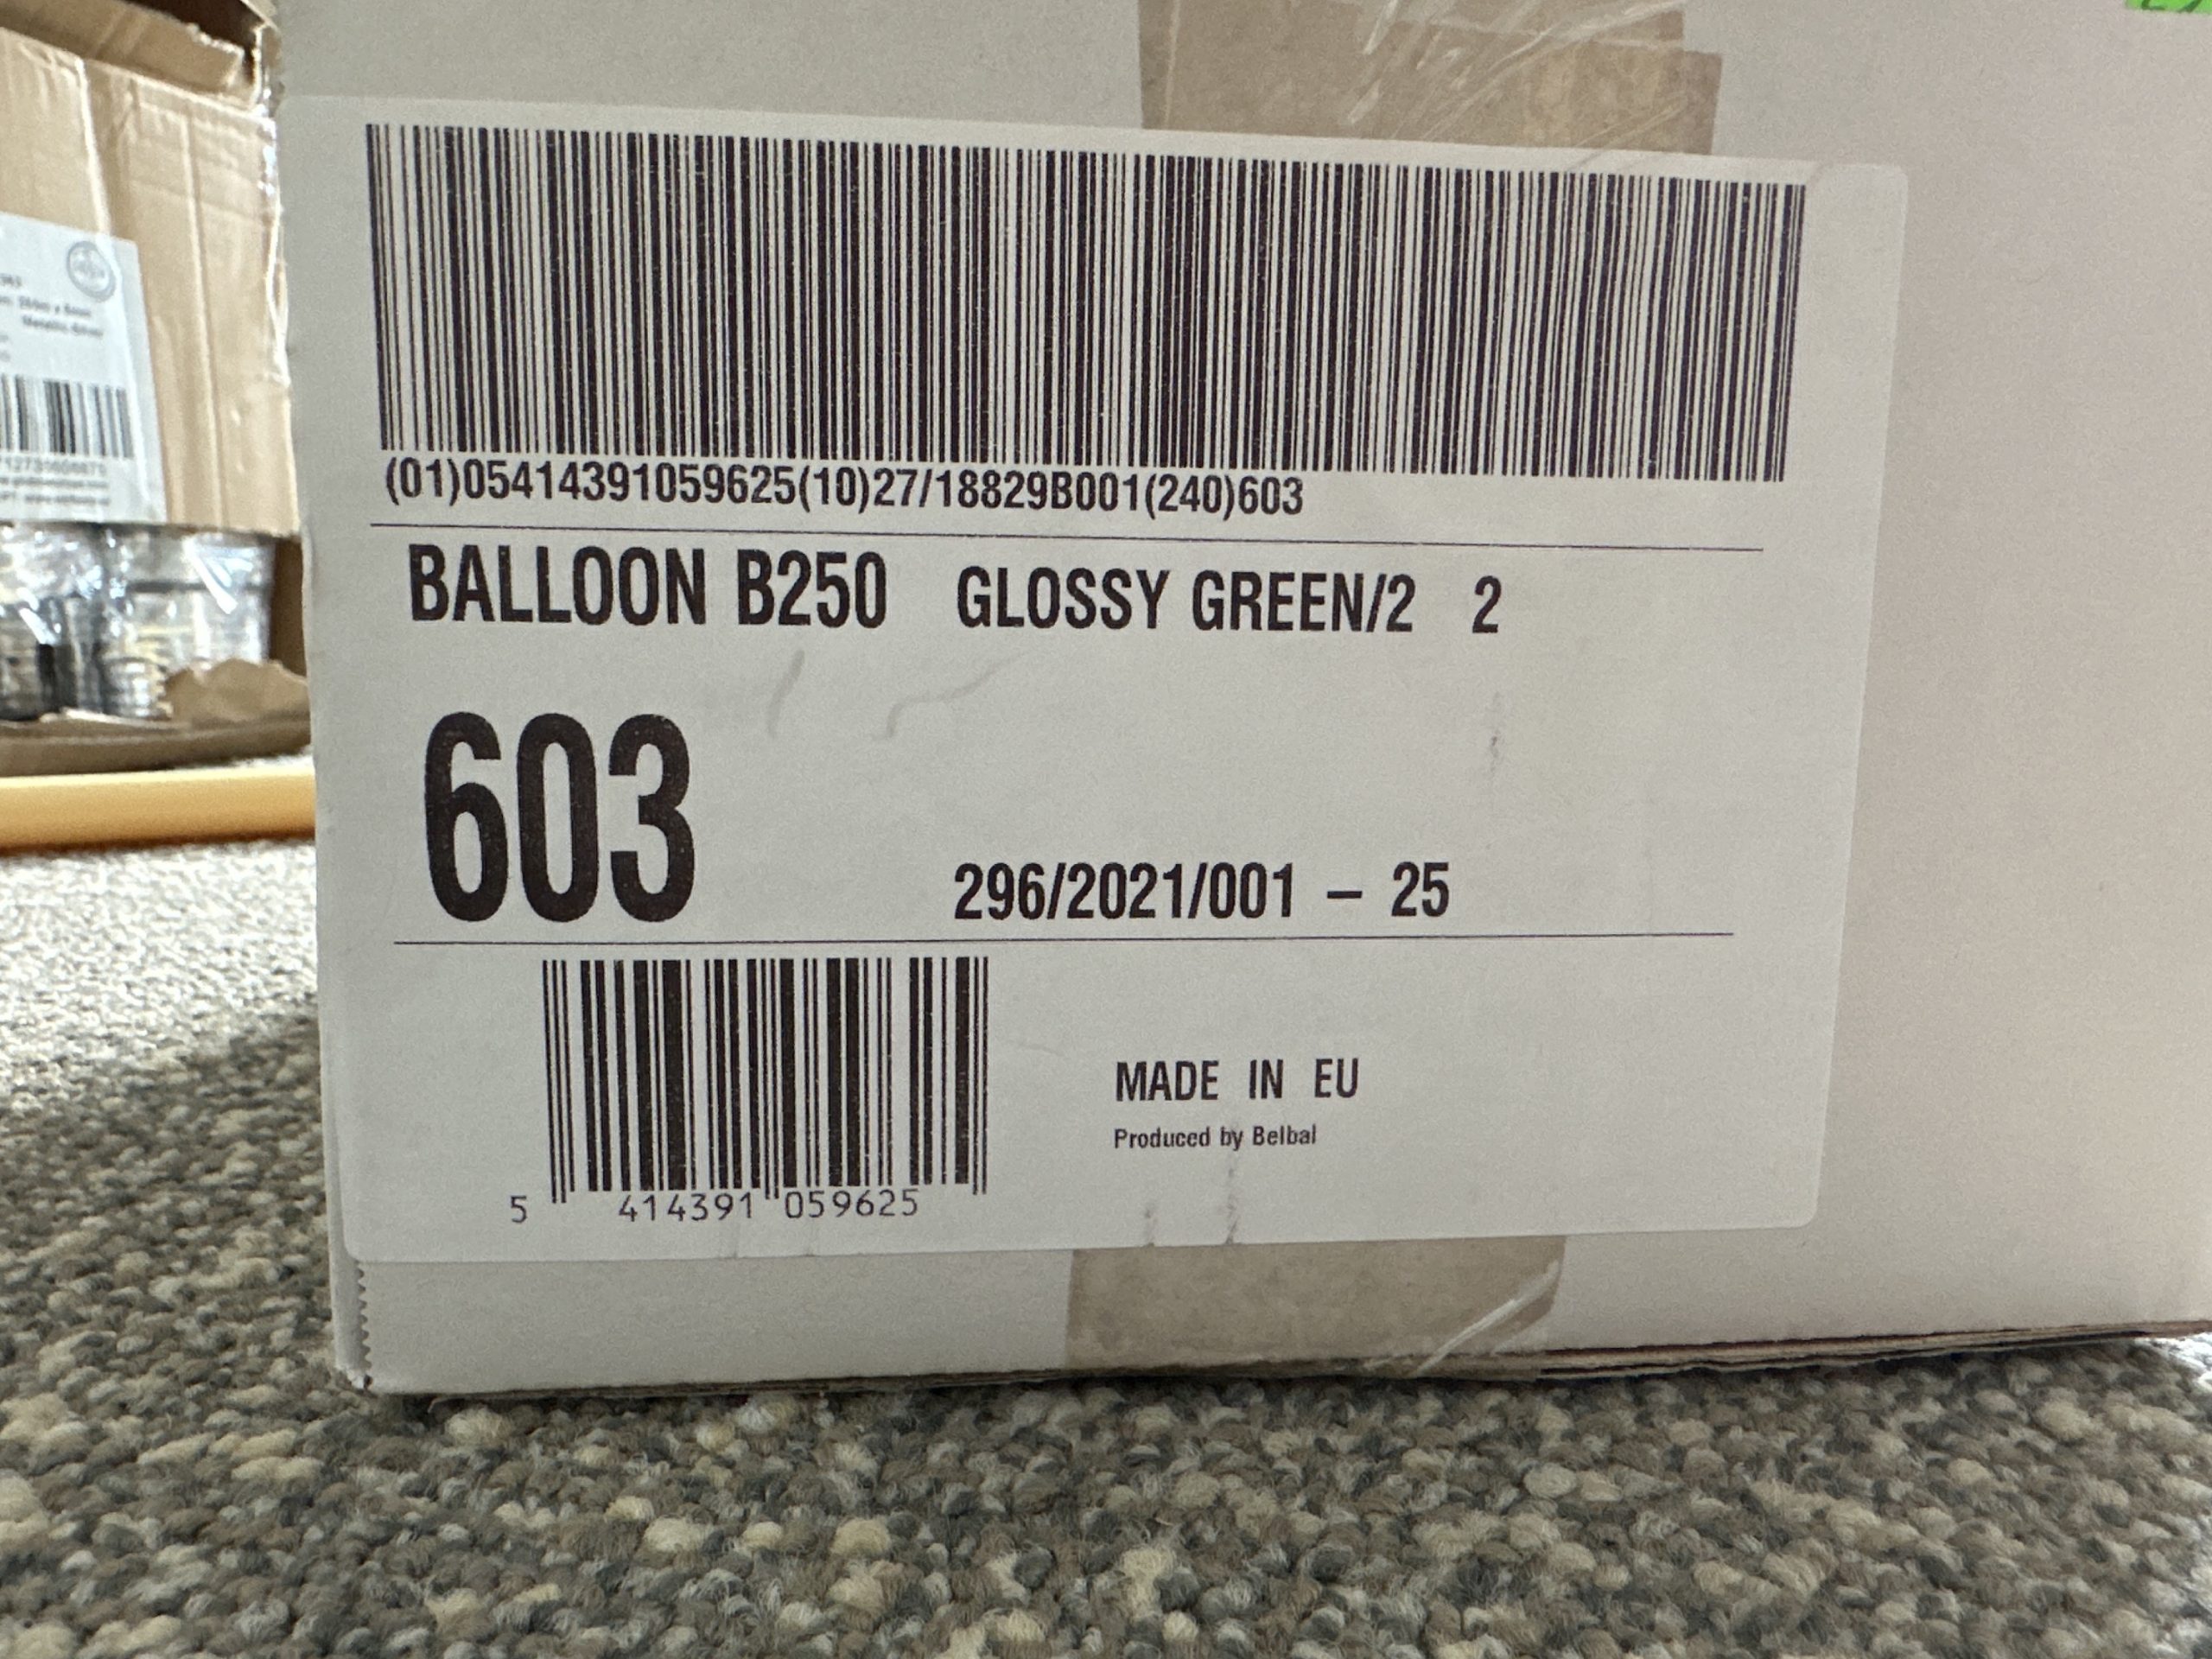 (01)05414391059625(10)27/18829B001(240)603
BALLOON B250 GLOSSY GREEN/2 2
603
296/2021/001 – 25
MADE IN EU
Produced by Belbal
5 414391 059625